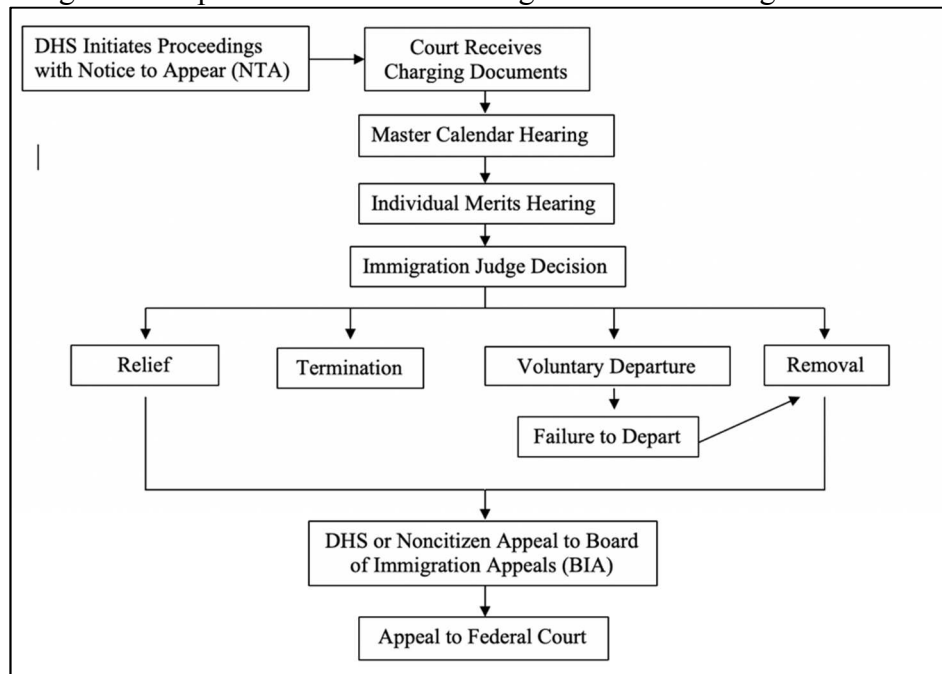 DHS Initiates Proceedings
with Notice to Appear (NTA)
Court Receives
Charging Documents
Master Calendar Hearing
Individual Merits Hearing
Immigration Judge Decision
Relief
Termination
Voluntary Departure
Removal
Failure to Depart
DHS or Noncitizen Appeal to Board
of Immigration Appeals (BIA)
Appeal to Federal Court